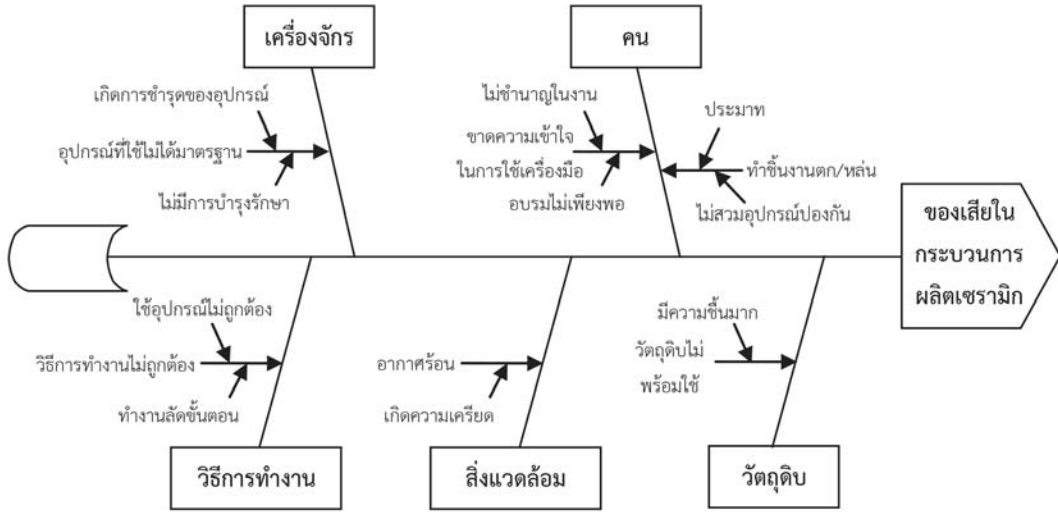 เครื่องจักร
คน
เกิดการชำรุดของอุปกรณ์
อุปกรณ์ที่ใช้ไม่ได้มาตรฐาน
ไม่มีการบำรุงรักษา
ไม่ชำนาญในงาน
ขาดความเข้าใจ
ในการใช้เครื่องมือ
อบรมไม่เพียงพอ
ประมาท
ทำชิ้นงานตก/หล่น
ไม่สวมอุปกรณ์ปองกัน
ของเสียใน
กระบวนการ
ผลิตเซรามิก
ใช้อุปกรณ์ไม่ถูกต้อง
วิธีการทำงานไม่ถูกต้อง
ทำงานลัดขั้นตอน
อากาศร้อน
เกิดความเครียด
มีความชื้นมาก
วัตถุดิบไม่
พร้อมใช้
วิธีการทำงาน
สิ่งแวดล้อม
วัตถุดิบ